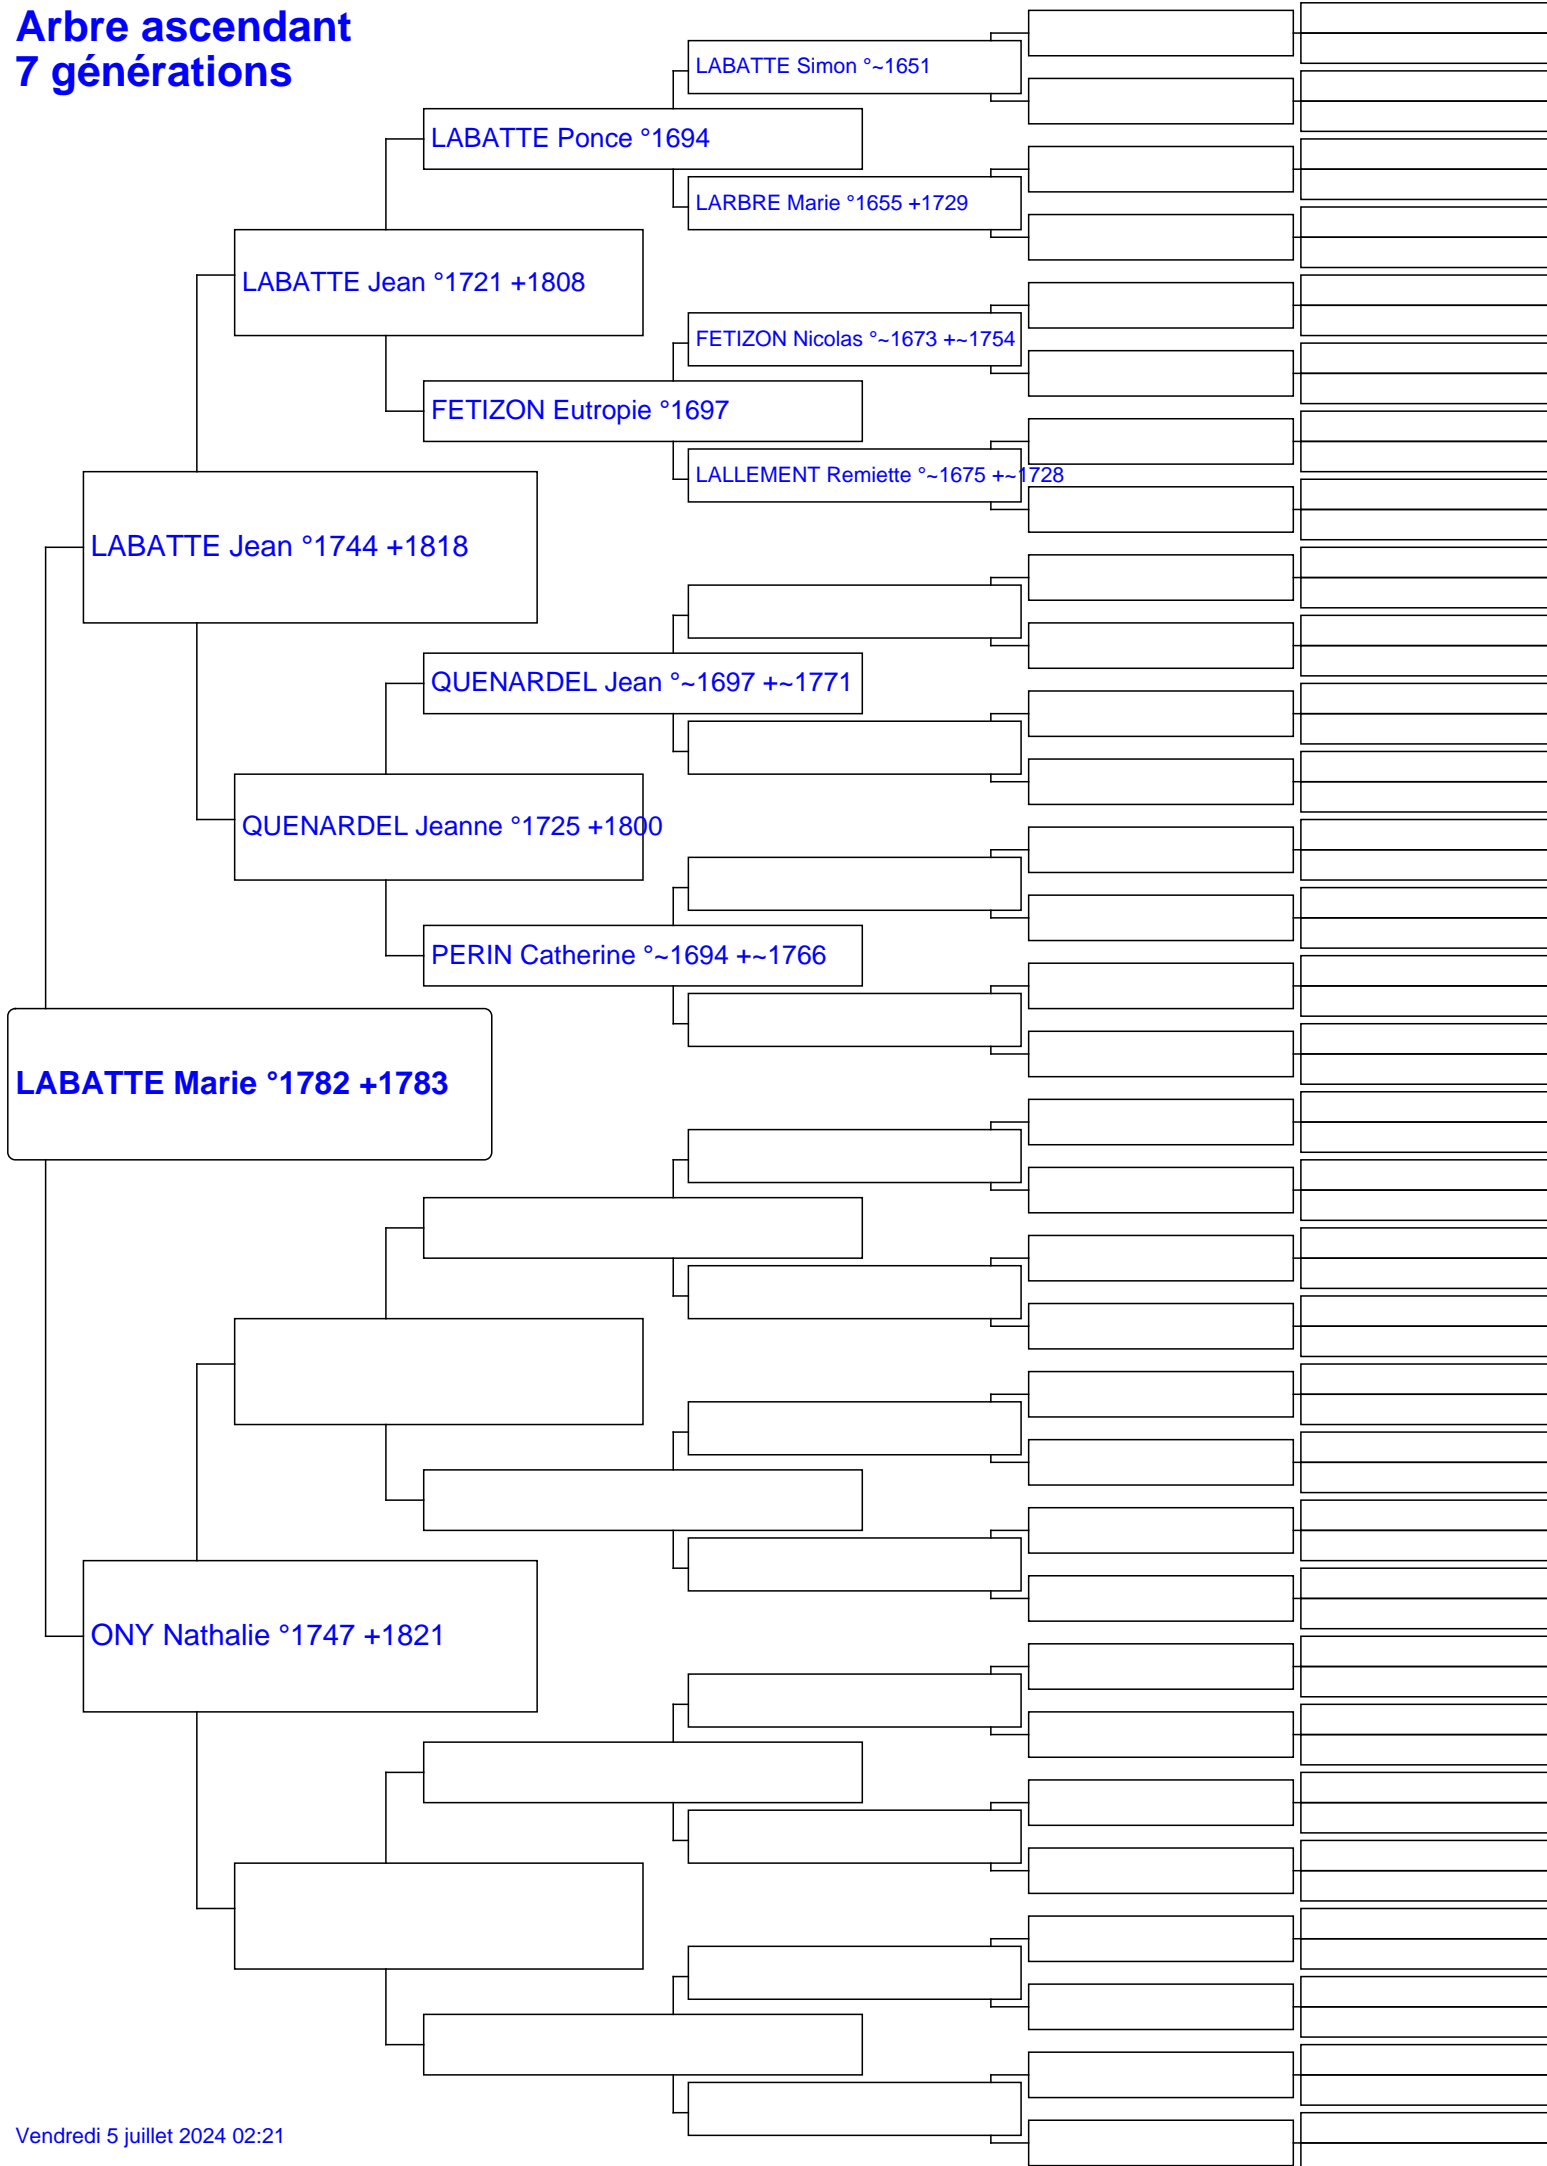 Arbre ascendant
7 générations
LABATTE Simon °~1651
LABATTE Ponce °1694
LARBRE Marie °1655 +1729
LABATTE Jean °1721 +1808
FETIZON Nicolas °~1673 +~1754
FETIZON Eutropie °1697
LALLEMENT Remiette °~1675 +~1728
LABATTE Jean °1744 +1818
QUENARDEL Jean °~1697 +~1771
QUENARDEL Jeanne °1725 +1800
PERIN Catherine °~1694 +~1766
LABATTE Marie °1782 +1783
ONY Nathalie °1747 +1821
Vendredi 5 juillet 2024 02:21